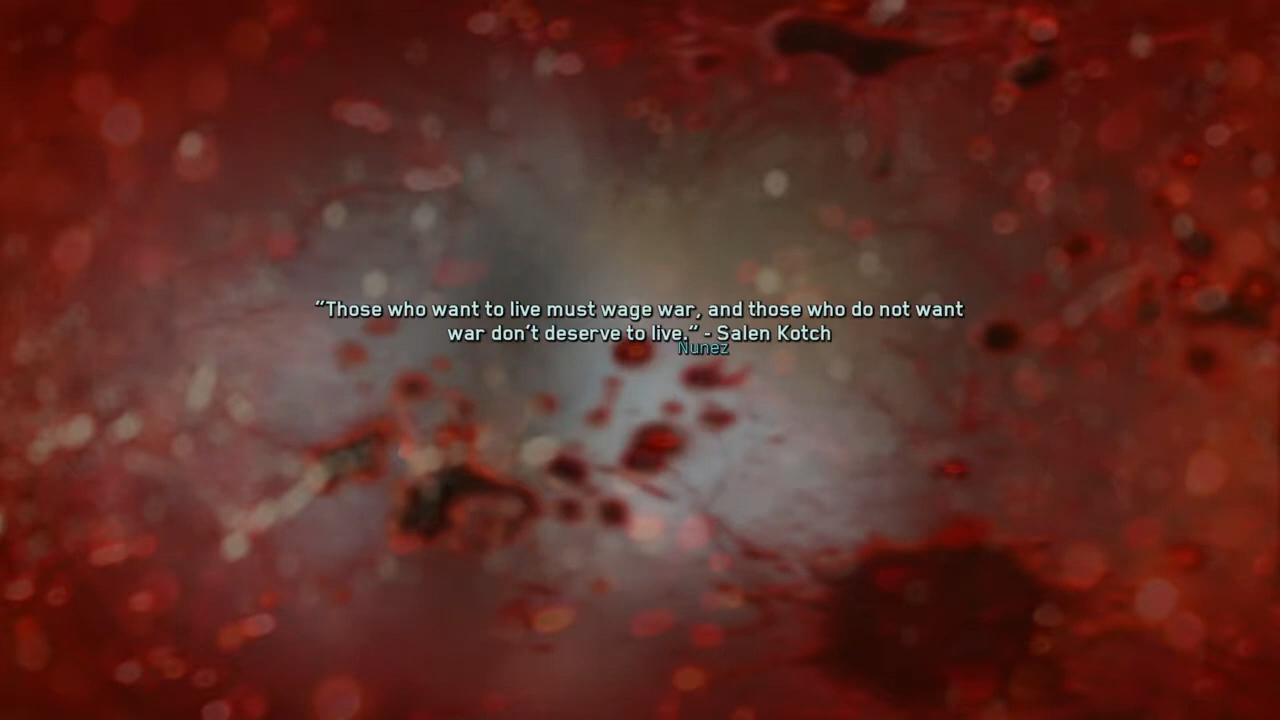 “Those who want to live must wage war, and those who do not want
war don’t deserve to live.” - Salen Kotch
Nunez